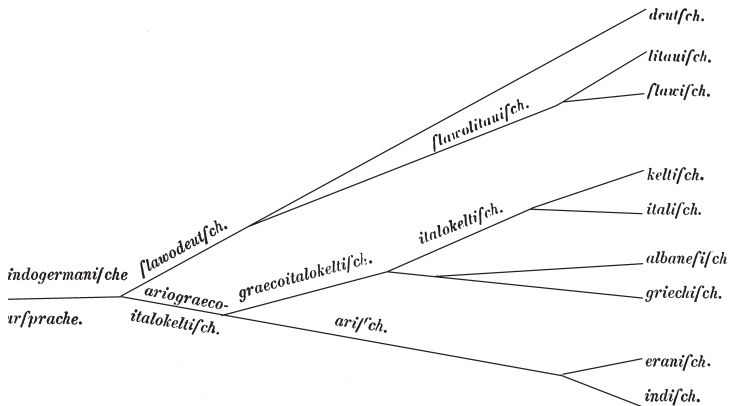 deutſch.
litauiſch.
ſlawiſch.
ſlawolitauiſch.
keltiſch.
italiſch.
italokeltiſch.
ſlawodeutſch.
albaneſiſch
indogermaniſche
graecoitalokeltiſch.
griechiſch.
ariograeco-
urſprache.
italokeltiſch.
ariſch.
eraniſch.
indiſch.